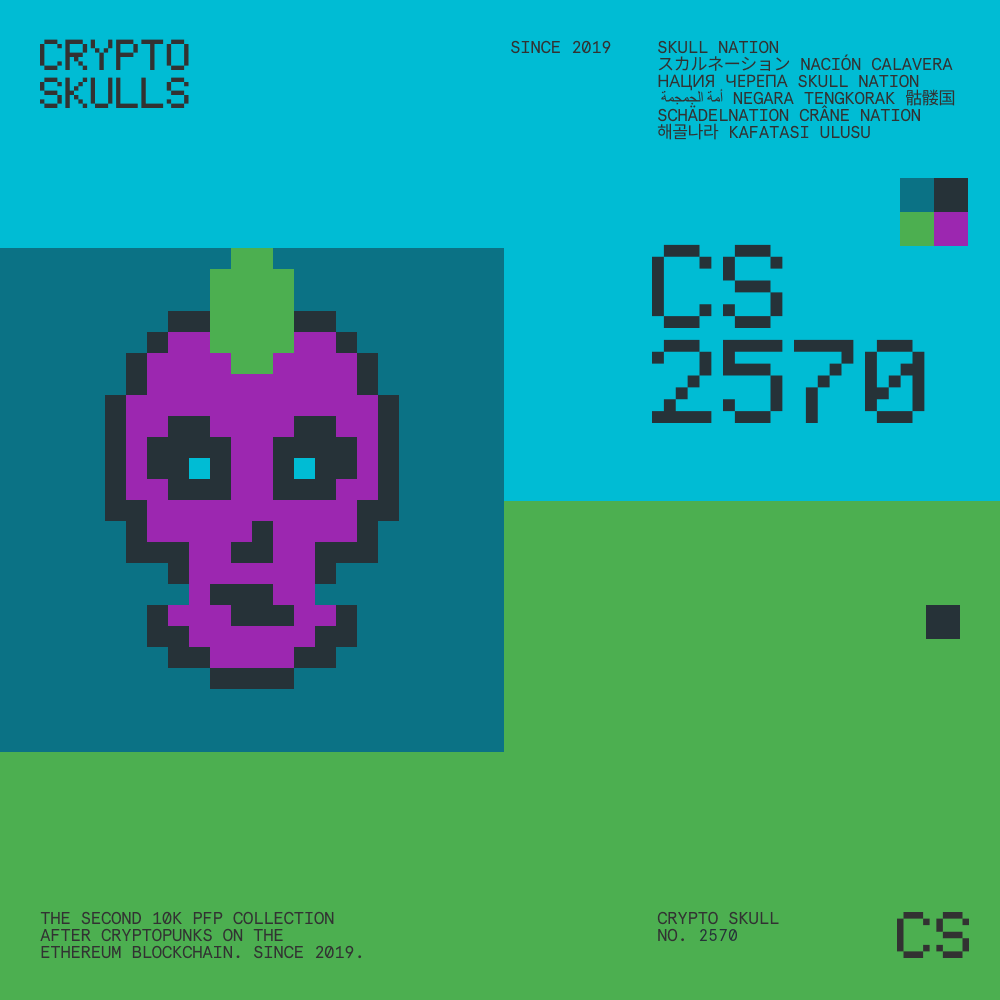 CRYPTO
SKULLS
SINCE 2019
SKULL NATION
スカルネーション NACIÓN CALAVERA
НАЦИЯ ЧЕРЕПА SKULL NATION
أمة الجمجمة NEGARA TENGKORAK 骷髅国
SCHÄDELNATION CRÂNE NATION
해골나라 KAFATASI ULUSU
CS
2570
THE SECOND 10K PFP COLLECTION
AFTER CRYPTOPUNKS ON THE
ETHEREUM BLOCKCHAIN. SINCE 2019.
CRYPTO SKULL
NO. 2570
CS